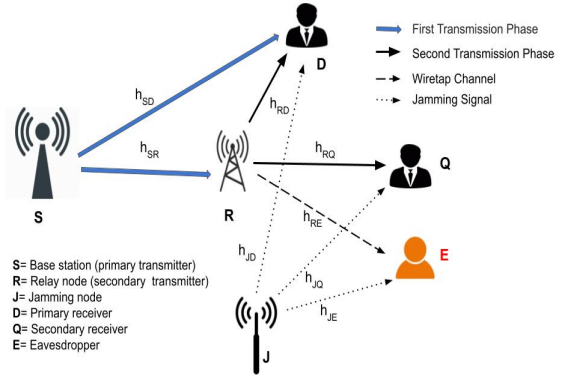 First Transmission Phase
Second Transmission Phase
Wiretap Channel
Jamming Signal
D
h_SD
h_RD
h_SR
h_RQ
Q
S
R
h_RE
E
h_JD
h_JQ
h_JE
J
S= Base station (primary transmitter)
R= Relay node (secondary transmitter)
J= Jamming node
D= Primary receiver
Q= Secondary receiver
E= Eavesdropper